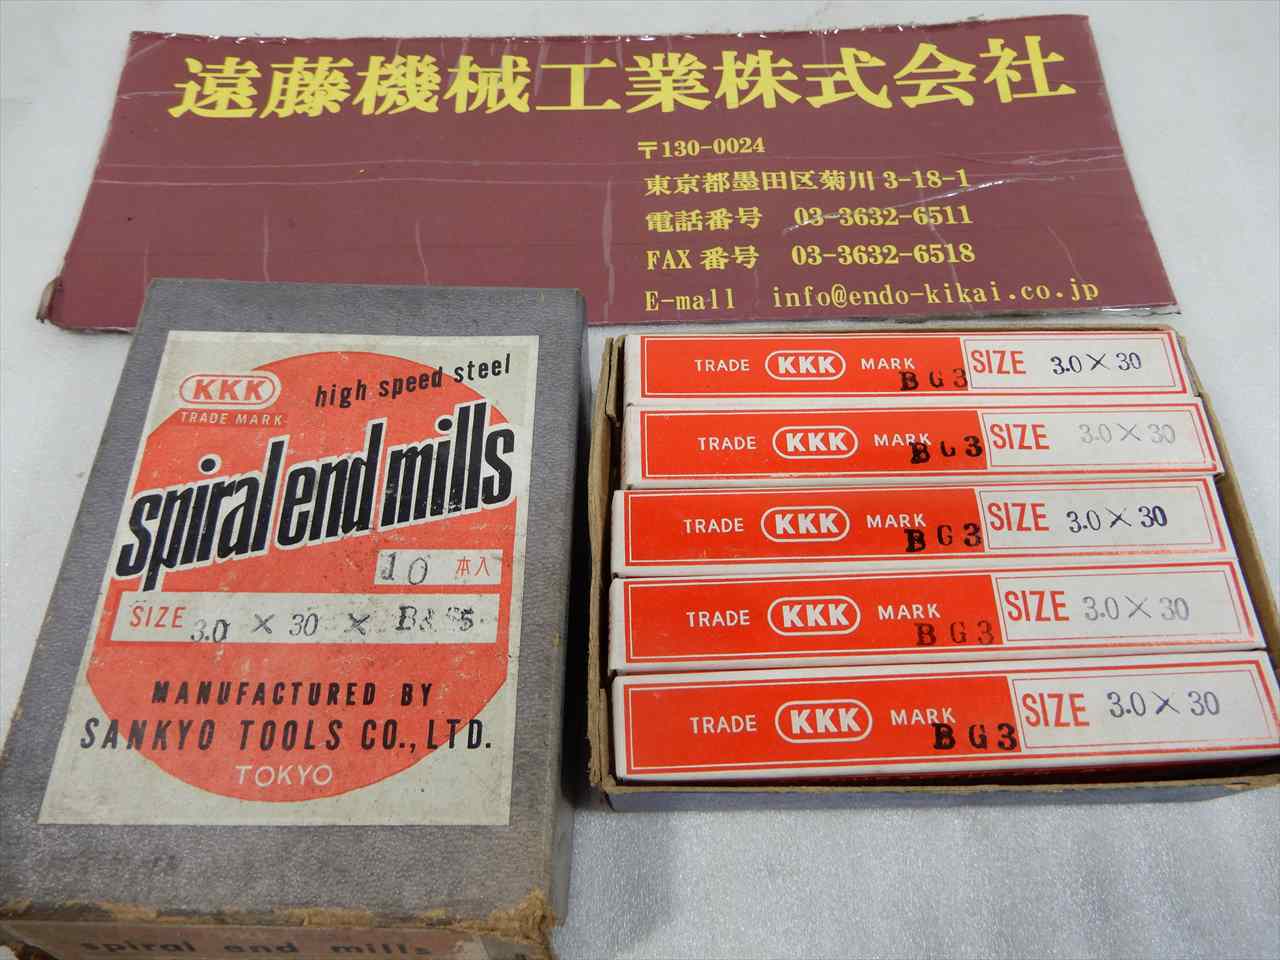 遠藤機械工業株式会社
〒130-0024
東京都墨田区菊川3-18-1
電話番号 03-3632-6511
FAX番号 03-3632-6518
E-mall info@endo-kikai.co.jp
KKK
TRADE MARK
high speed steel
spiral end mills
10 本入
SIZE 3.0 × 30 ×
MANUFACTURED BY
SANKYO TOOLS CO., LTD.
TOKYO
spiral end mills
TRADE KKK MARK BG3 SIZE 3.0×30
TRADE KKK MARK BG3 SIZE 3.0×30
TRADE KKK MARK BG3 SIZE 3.0×30
TRADE KKK MARK BG3 SIZE 3.0×30
TRADE KKK MARK BG3 SIZE 3.0×30